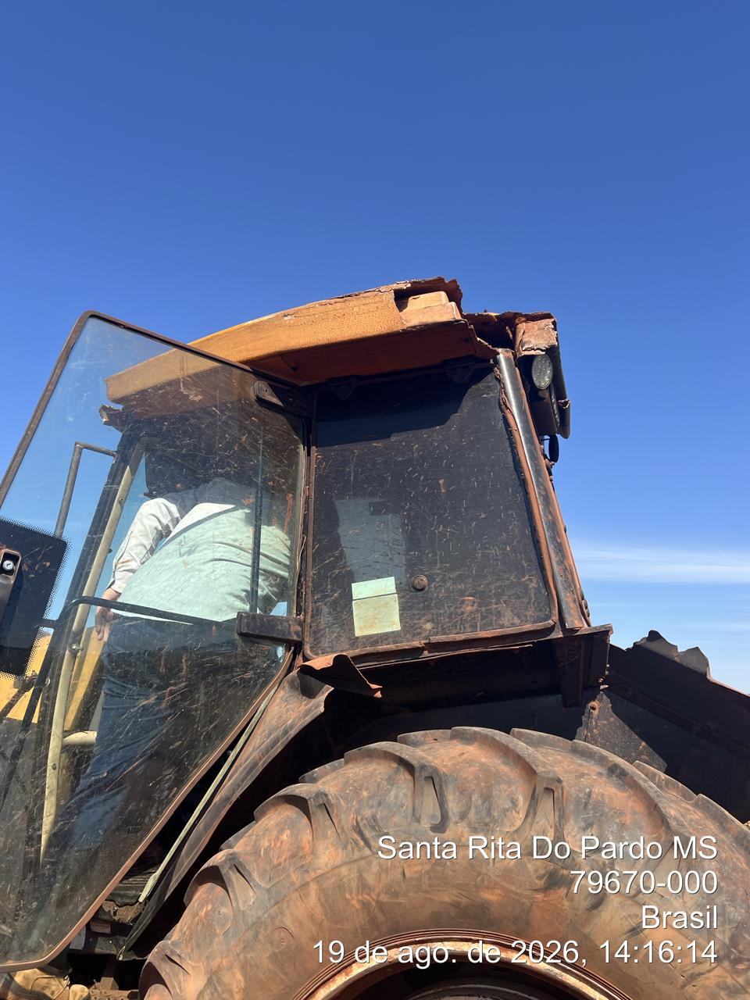 Santa Rita Do Pardo MS
79670-000
Brasil
19 de ago. de 2026, 14:16:14